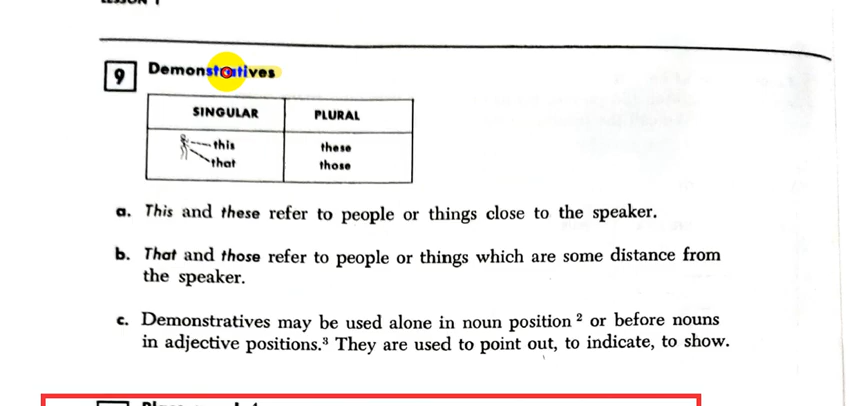 LESSON 1
9 Demonstratives
SINGULAR PLURAL
this these
that those
a. This and these refer to people or things close to the speaker.
b. That and those refer to people or things which are some distance from
the speaker.
c. Demonstratives may be used alone in noun position ² or before nouns
in adjective positions.³ They are used to point out, to indicate, to show.